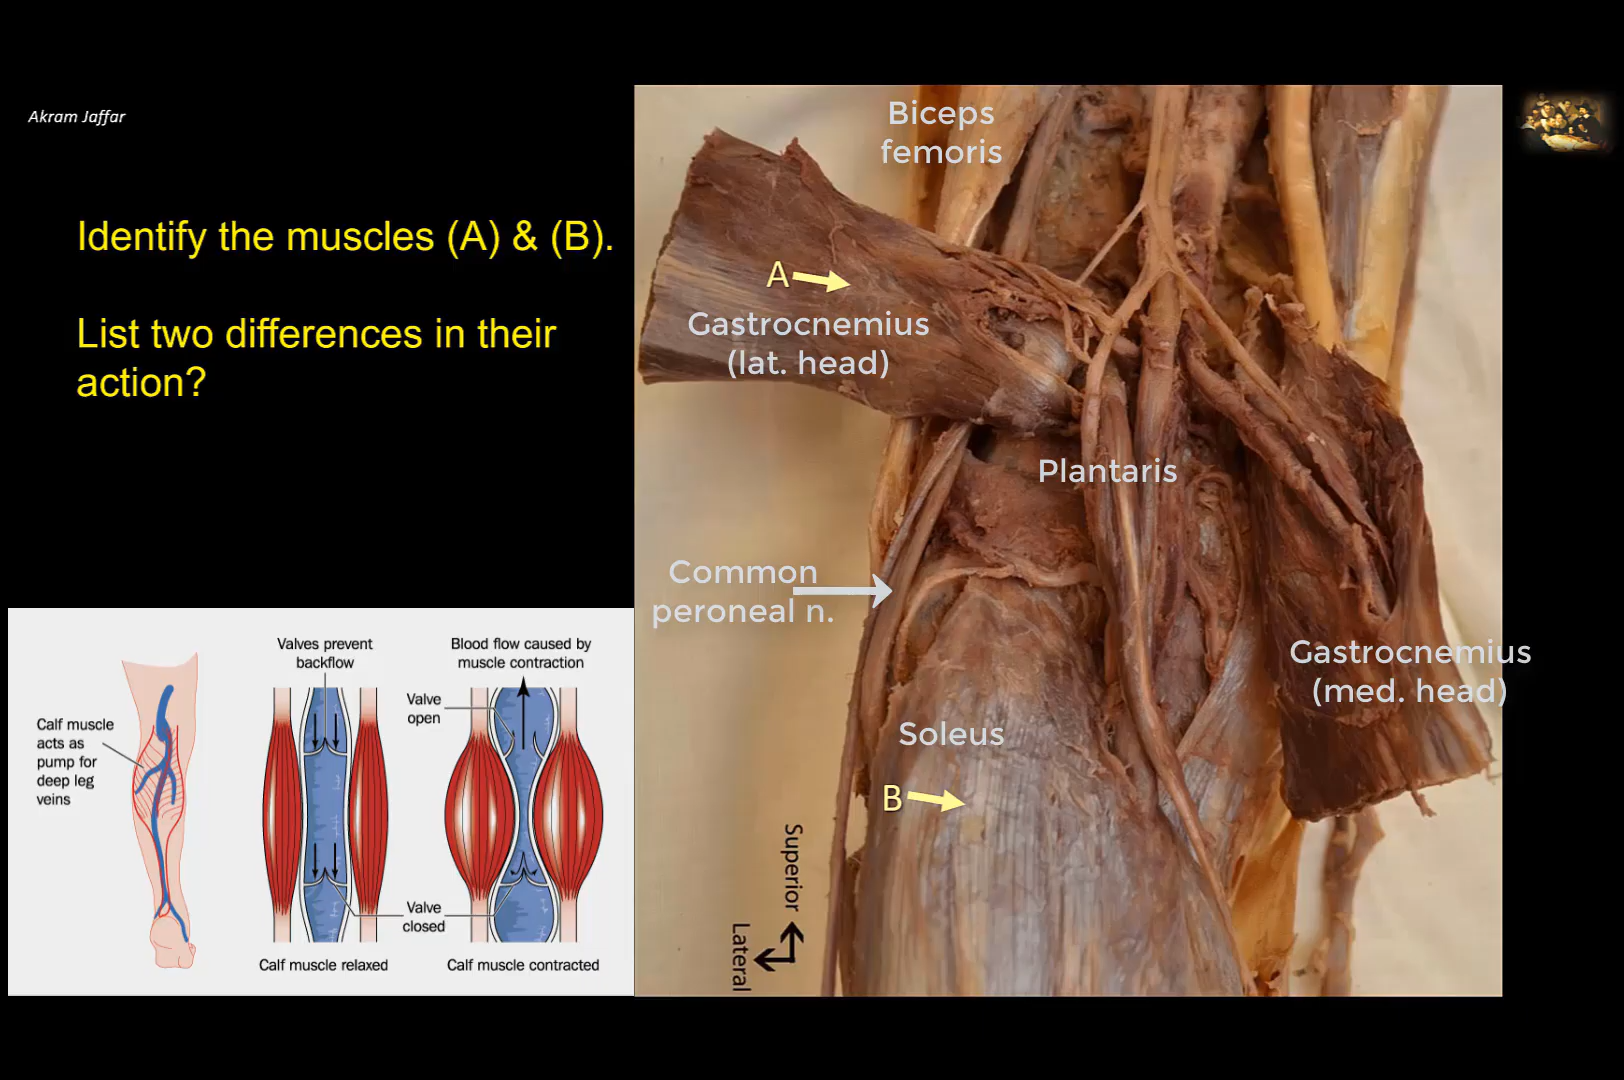 Akram Jaffar
Identify the muscles (A) & (B).
List two differences in their
action?
Biceps
femoris
A
Gastrocnemius
(lat. head)
Plantaris
Common
peroneal n.
Gastrocnemius
(med. head)
Soleus
B
Superior
Lateral
Valves prevent
backflow
Blood flow caused by
muscle contraction
Valve
open
Calf muscle
acts as
pump for
deep leg
veins
Valve
closed
Calf muscle relaxed
Calf muscle contracted